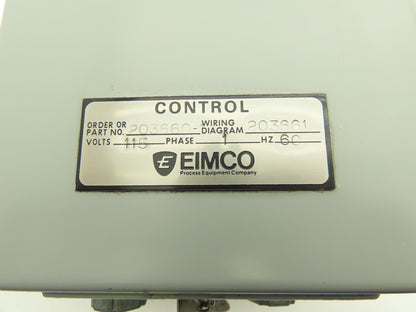 CONTROL
ORDER OR PART NO. 203660- WIRING DIAGRAM 203661
VOLTS 115 PHASE 1 HZ 60
E EIMCO
Process Equipment Company